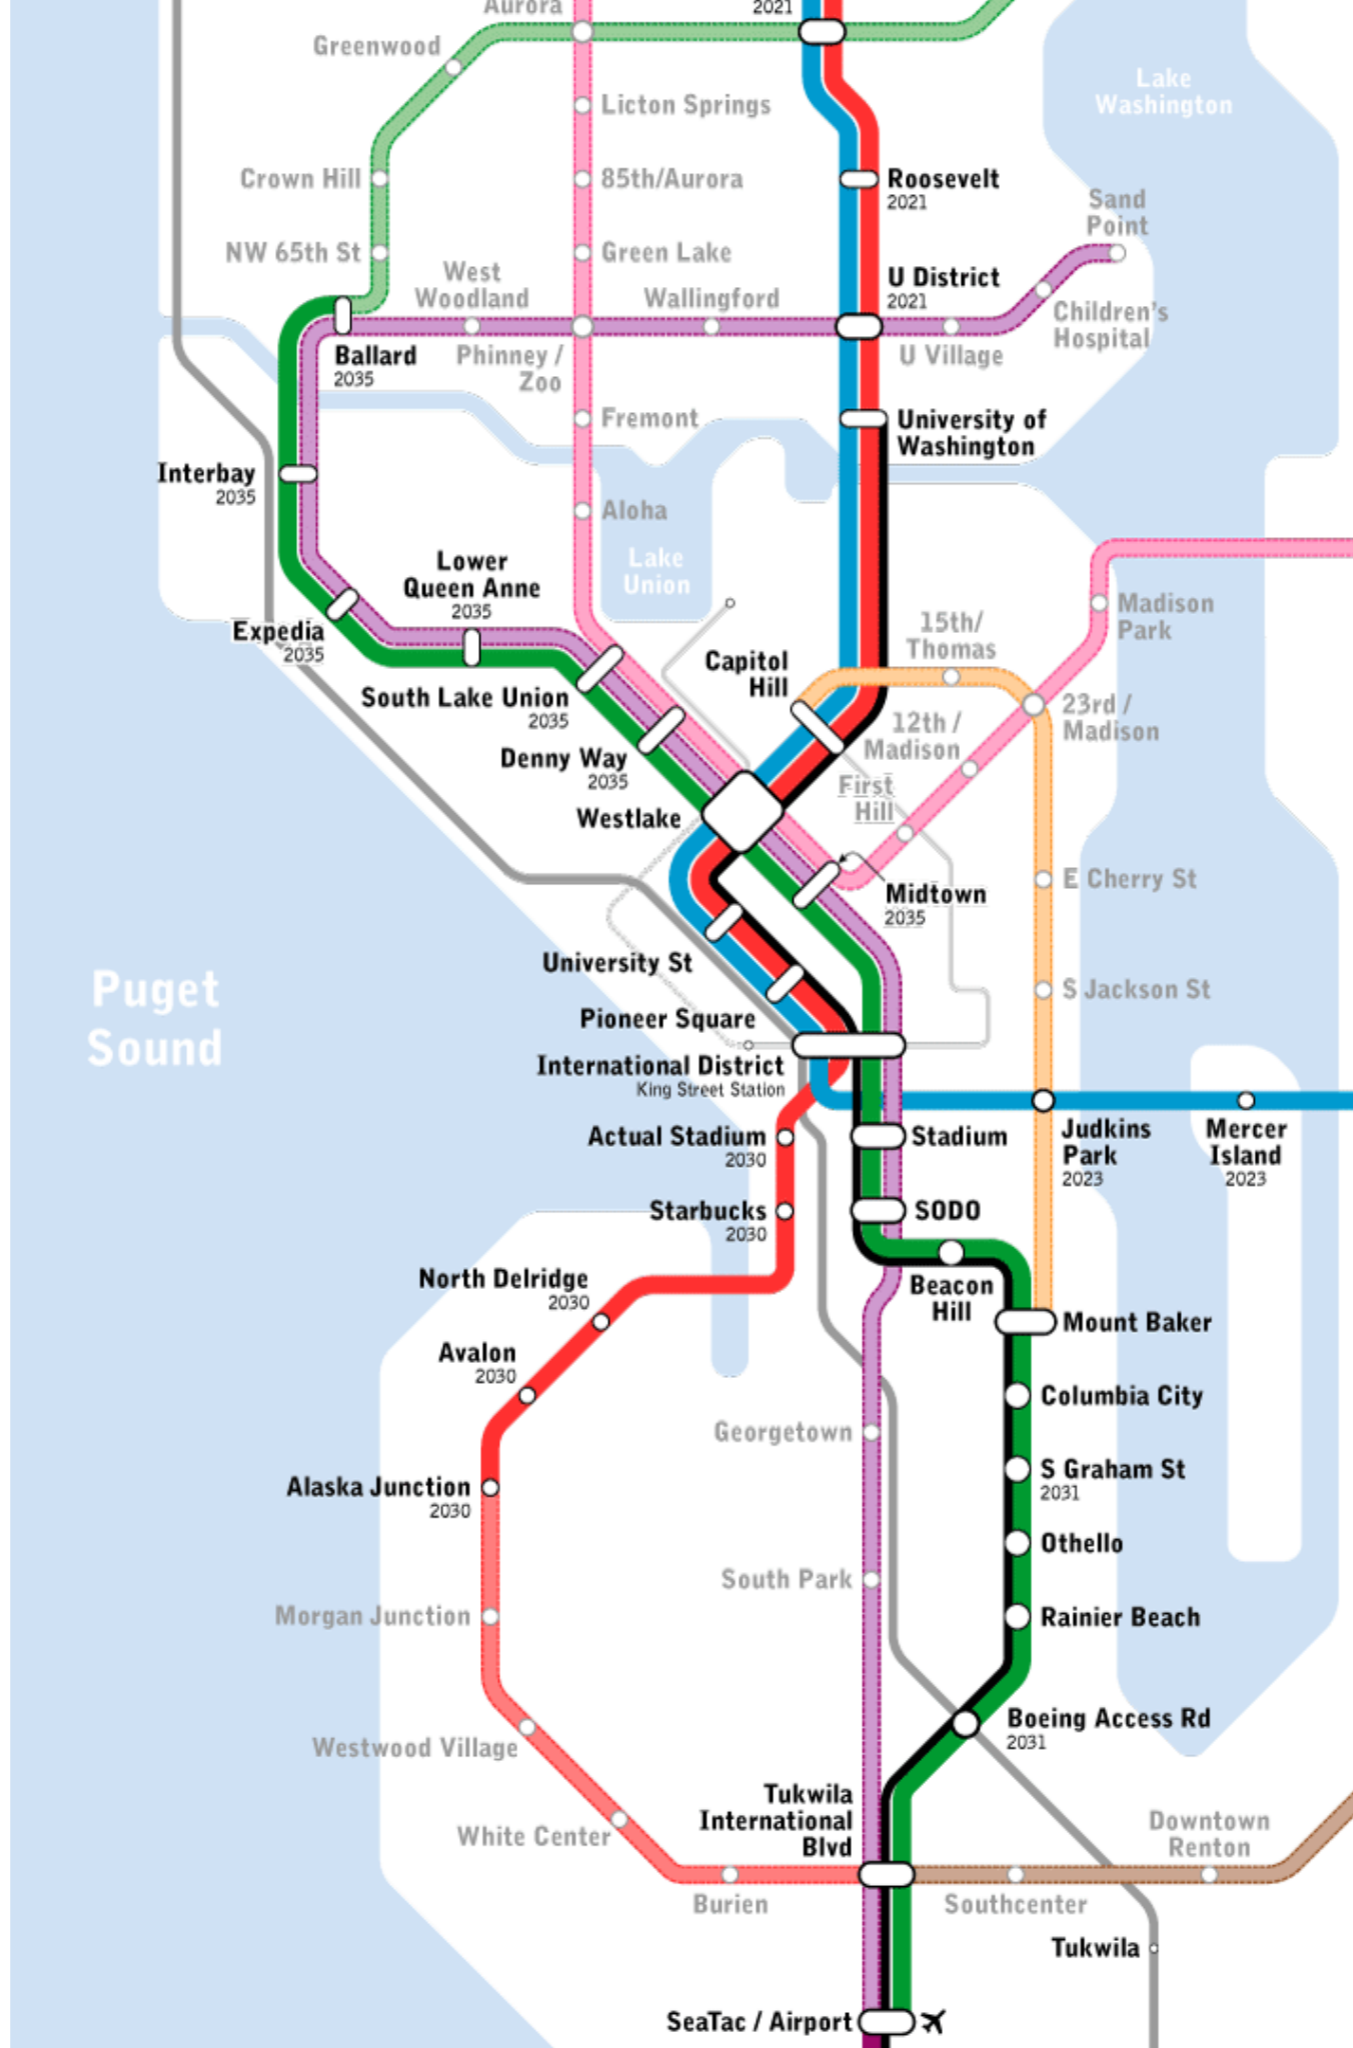 Aurora
2021
Greenwood
Lake
Washington
Licton Springs
Crown Hill
85th/Aurora
Roosevelt
2021
Sand
Point
NW 65th St
Green Lake
West
Woodland
Wallingford
U District
2021
Children's
Hospital
Ballard
2035
Phinney /
Zoo
U Village
Fremont
University of
Washington
Interbay
2035
Aloha
Lake
Union
Lower
Queen Anne
2035
Madison
Park
Expedia
2035
15th/
Thomas
Capitol
Hill
South Lake Union
2035
23rd /
Madison
12th /
Madison
Denny Way
2035
First
Hill
Westlake
Midtown
2035
E Cherry St
University St
Puget
Sound
S Jackson St
Pioneer Square
International District
King Street Station
Actual Stadium
2030
Stadium
Judkins
Park
2023
Mercer
Island
2023
Starbucks
2030
SODO
North Delridge
2030
Beacon
Hill
Mount Baker
Avalon
2030
Columbia City
Georgetown
S Graham St
2031
Alaska Junction
2030
Othello
South Park
Morgan Junction
Rainier Beach
Westwood Village
Boeing Access Rd
2031
Tukwila
International
Blvd
White Center
Downtown
Renton
Burien
Southcenter
Tukwila
SeaTac / Airport